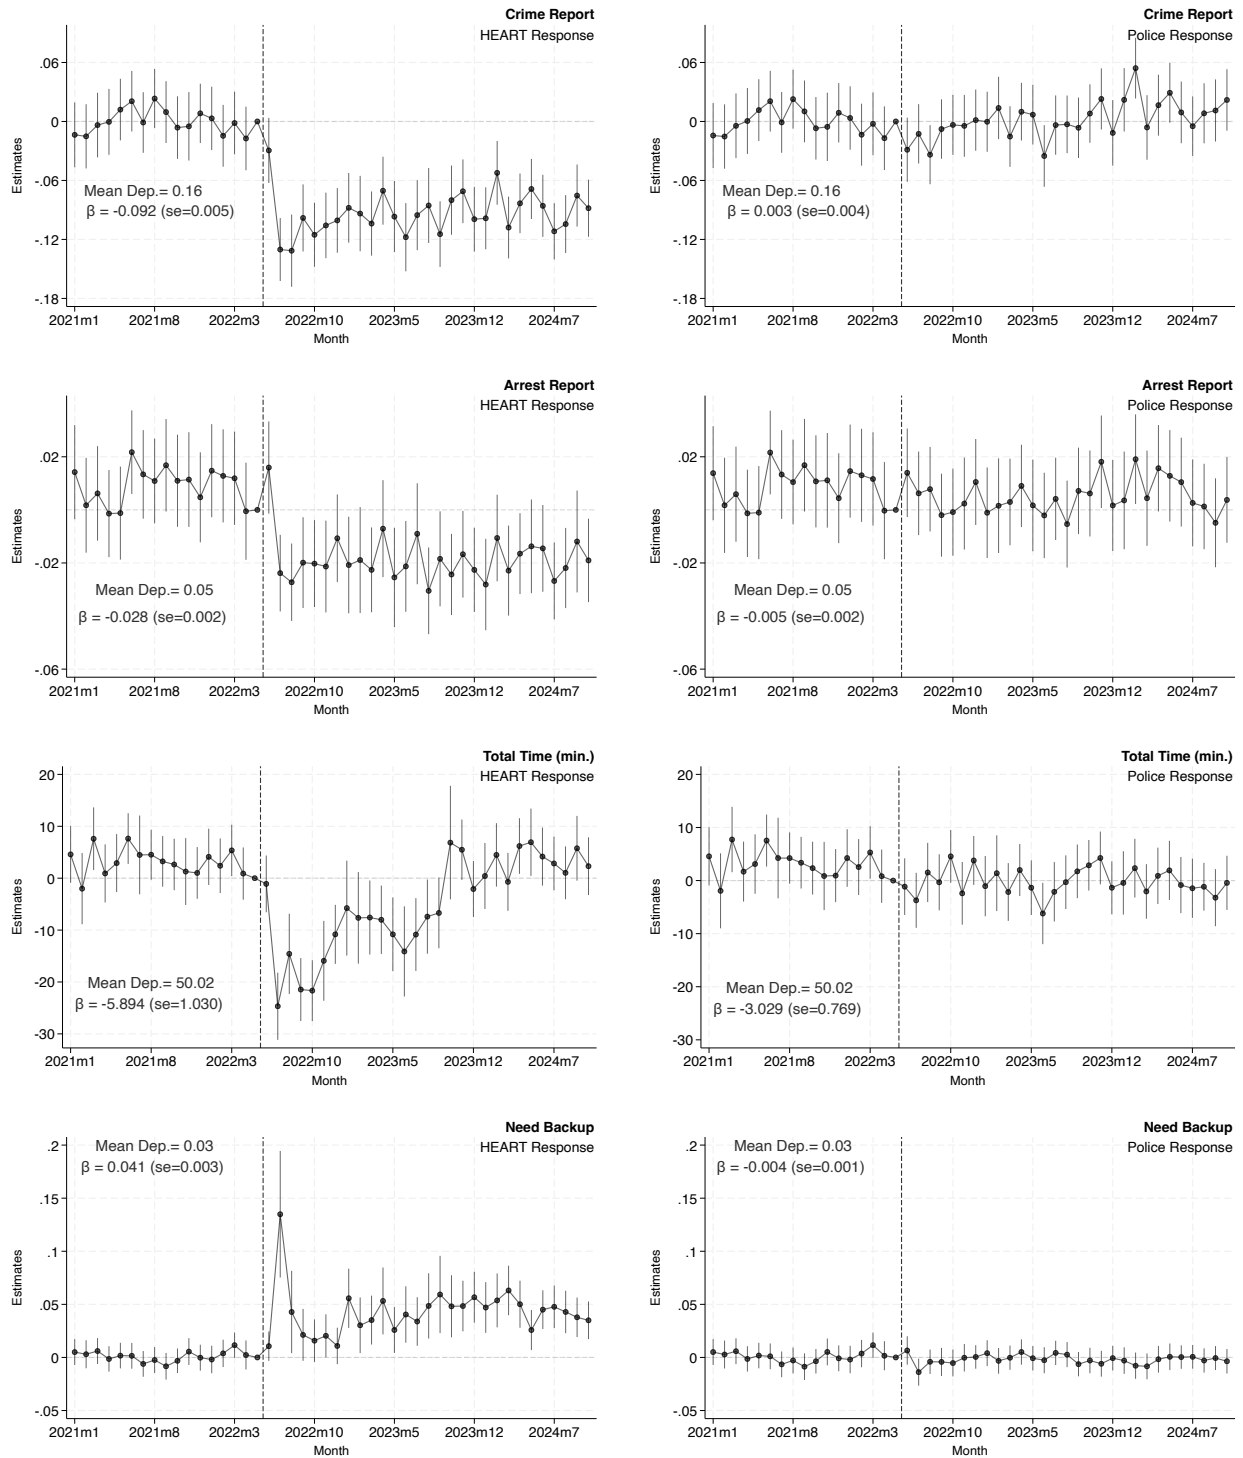 Crime Report
HEART Response
.06
0
-.06
-.12
-.18
Estimates
Mean Dep.= 0.16
β = -0.092 (se=0.005)
2021m1 2021m8 2022m3 2022m10 2023m5 2023m12 2024m7
Month
Crime Report
Police Response
.06
0
-.06
-.12
-.18
Estimates
Mean Dep.= 0.16
β = 0.003 (se=0.004)
2021m1 2021m8 2022m3 2022m10 2023m5 2023m12 2024m7
Month
Arrest Report
HEART Response
.02
-.02
-.06
Estimates
Mean Dep.= 0.05
β = -0.028 (se=0.002)
2021m1 2021m8 2022m3 2022m10 2023m5 2023m12 2024m7
Month
Arrest Report
Police Response
.02
-.02
-.06
Estimates
Mean Dep.= 0.05
β = -0.005 (se=0.002)
2021m1 2021m8 2022m3 2022m10 2023m5 2023m12 2024m7
Month
Total Time (min.)
HEART Response
20
10
0
-10
-20
-30
Estimates
Mean Dep.= 50.02
β = -5.894 (se=1.030)
2021m1 2021m8 2022m3 2022m10 2023m5 2023m12 2024m7
Month
Total Time (min.)
Police Response
20
10
0
-10
-20
-30
Estimates
Mean Dep.= 50.02
β = -3.029 (se=0.769)
2021m1 2021m8 2022m3 2022m10 2023m5 2023m12 2024m7
Month
Need Backup
HEART Response
.2
.15
.1
.05
0
-.05
Estimates
Mean Dep.= 0.03
β = 0.041 (se=0.003)
2021m1 2021m8 2022m3 2022m10 2023m5 2023m12 2024m7
Month
Need Backup
Police Response
.2
.15
.1
.05
0
-.05
Estimates
Mean Dep.= 0.03
β = -0.004 (se=0.001)
2021m1 2021m8 2022m3 2022m10 2023m5 2023m12 2024m7
Month